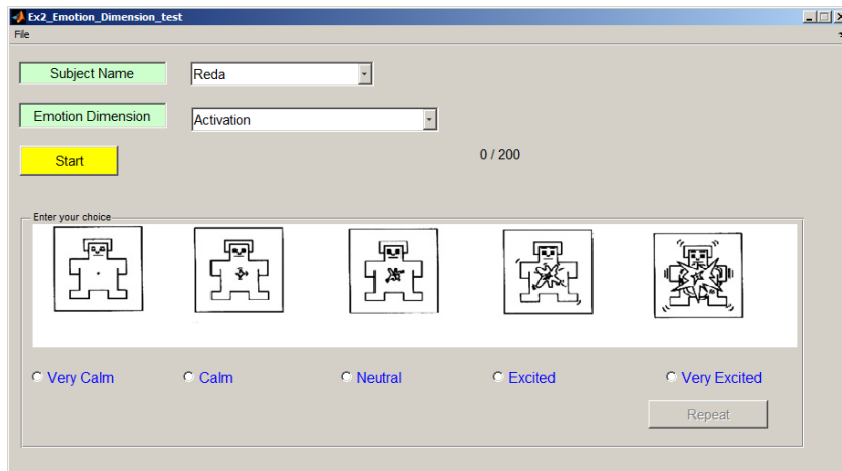 Ex2_Emotion_Dimension_test
File
Subject Name Reda
Emotion Dimension Activation
Start 0 / 200
Enter your choice
Very Calm Calm Neutral Excited Very Excited
Repeat